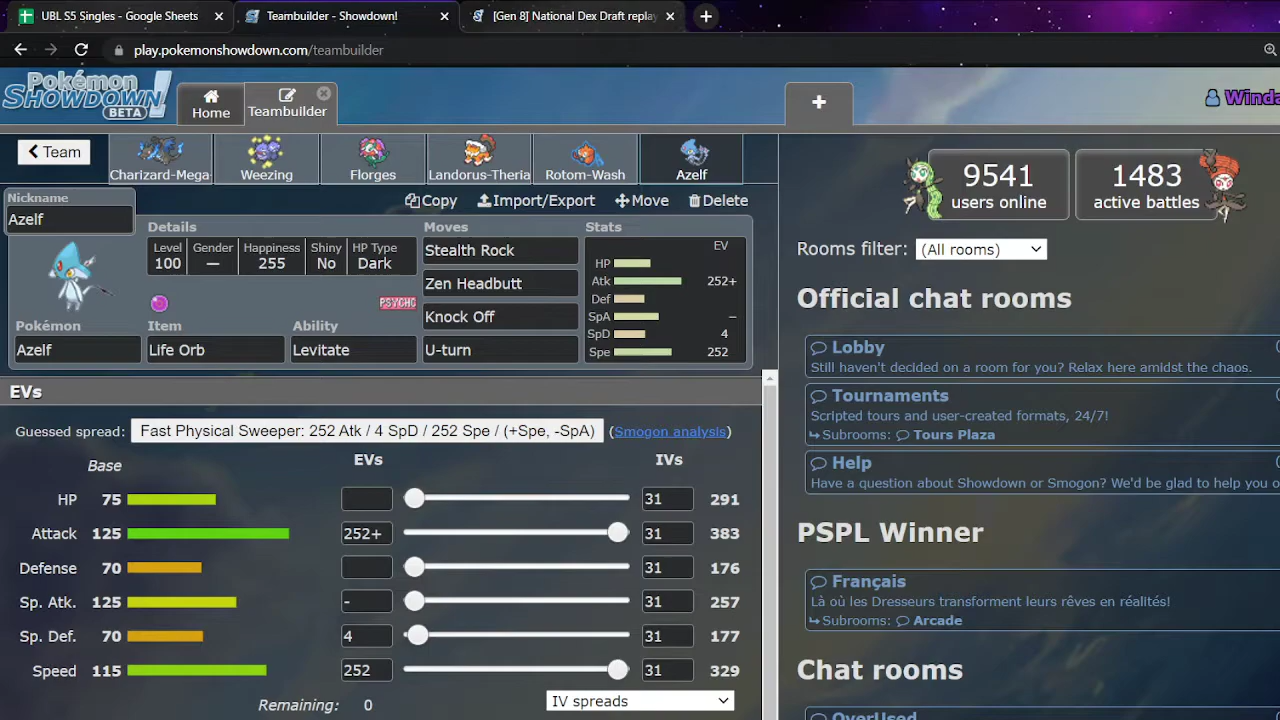 UBL S5 Singles - Google Sheets
Teambuilder - Showdown!
[Gen 8] National Dex Draft replay
play.pokemonshowdown.com/teambuilder
Pokémon
SHOWDOWN!
BETA
Home
Teambuilder
+
Winda
Team
Charizard-Mega
Weezing
Florges
Landorus-Theria
Rotom-Wash
Azelf
Nickname
Azelf
Copy
Import/Export
Move
Delete
Details
Level
100
Gender
—
Happiness
255
Shiny
No
HP Type
Dark
PSYCHC
Pokémon
Azelf
Item
Life Orb
Ability
Levitate
Moves
Stealth Rock
Zen Headbutt
Knock Off
U-turn
Stats
EV
HP
Atk 252+
Def
SpA –
SpD 4
Spe 252
EVs
Guessed spread: Fast Physical Sweeper: 252 Atk / 4 SpD / 252 Spe / (+Spe, -SpA) (Smogon analysis)
Base EVs IVs
HP 75 31 291
Attack 125 252+ 31 383
Defense 70 31 176
Sp. Atk. 125 - 31 257
Sp. Def. 70 4 31 177
Speed 115 252 31 329
Remaining: 0
IV spreads
9541
users online
1483
active battles
Rooms filter: (All rooms)
Official chat rooms
Lobby
Still haven't decided on a room for you? Relax here amidst the chaos.
Tournaments
Scripted tours and user-created formats, 24/7!
Subrooms: Tours Plaza
Help
Have a question about Showdown or Smogon? We'd be glad to help you o
PSPL Winner
Français
Là où les Dresseurs transforment leurs rêves en réalités!
Subrooms: Arcade
Chat rooms
OverUsed